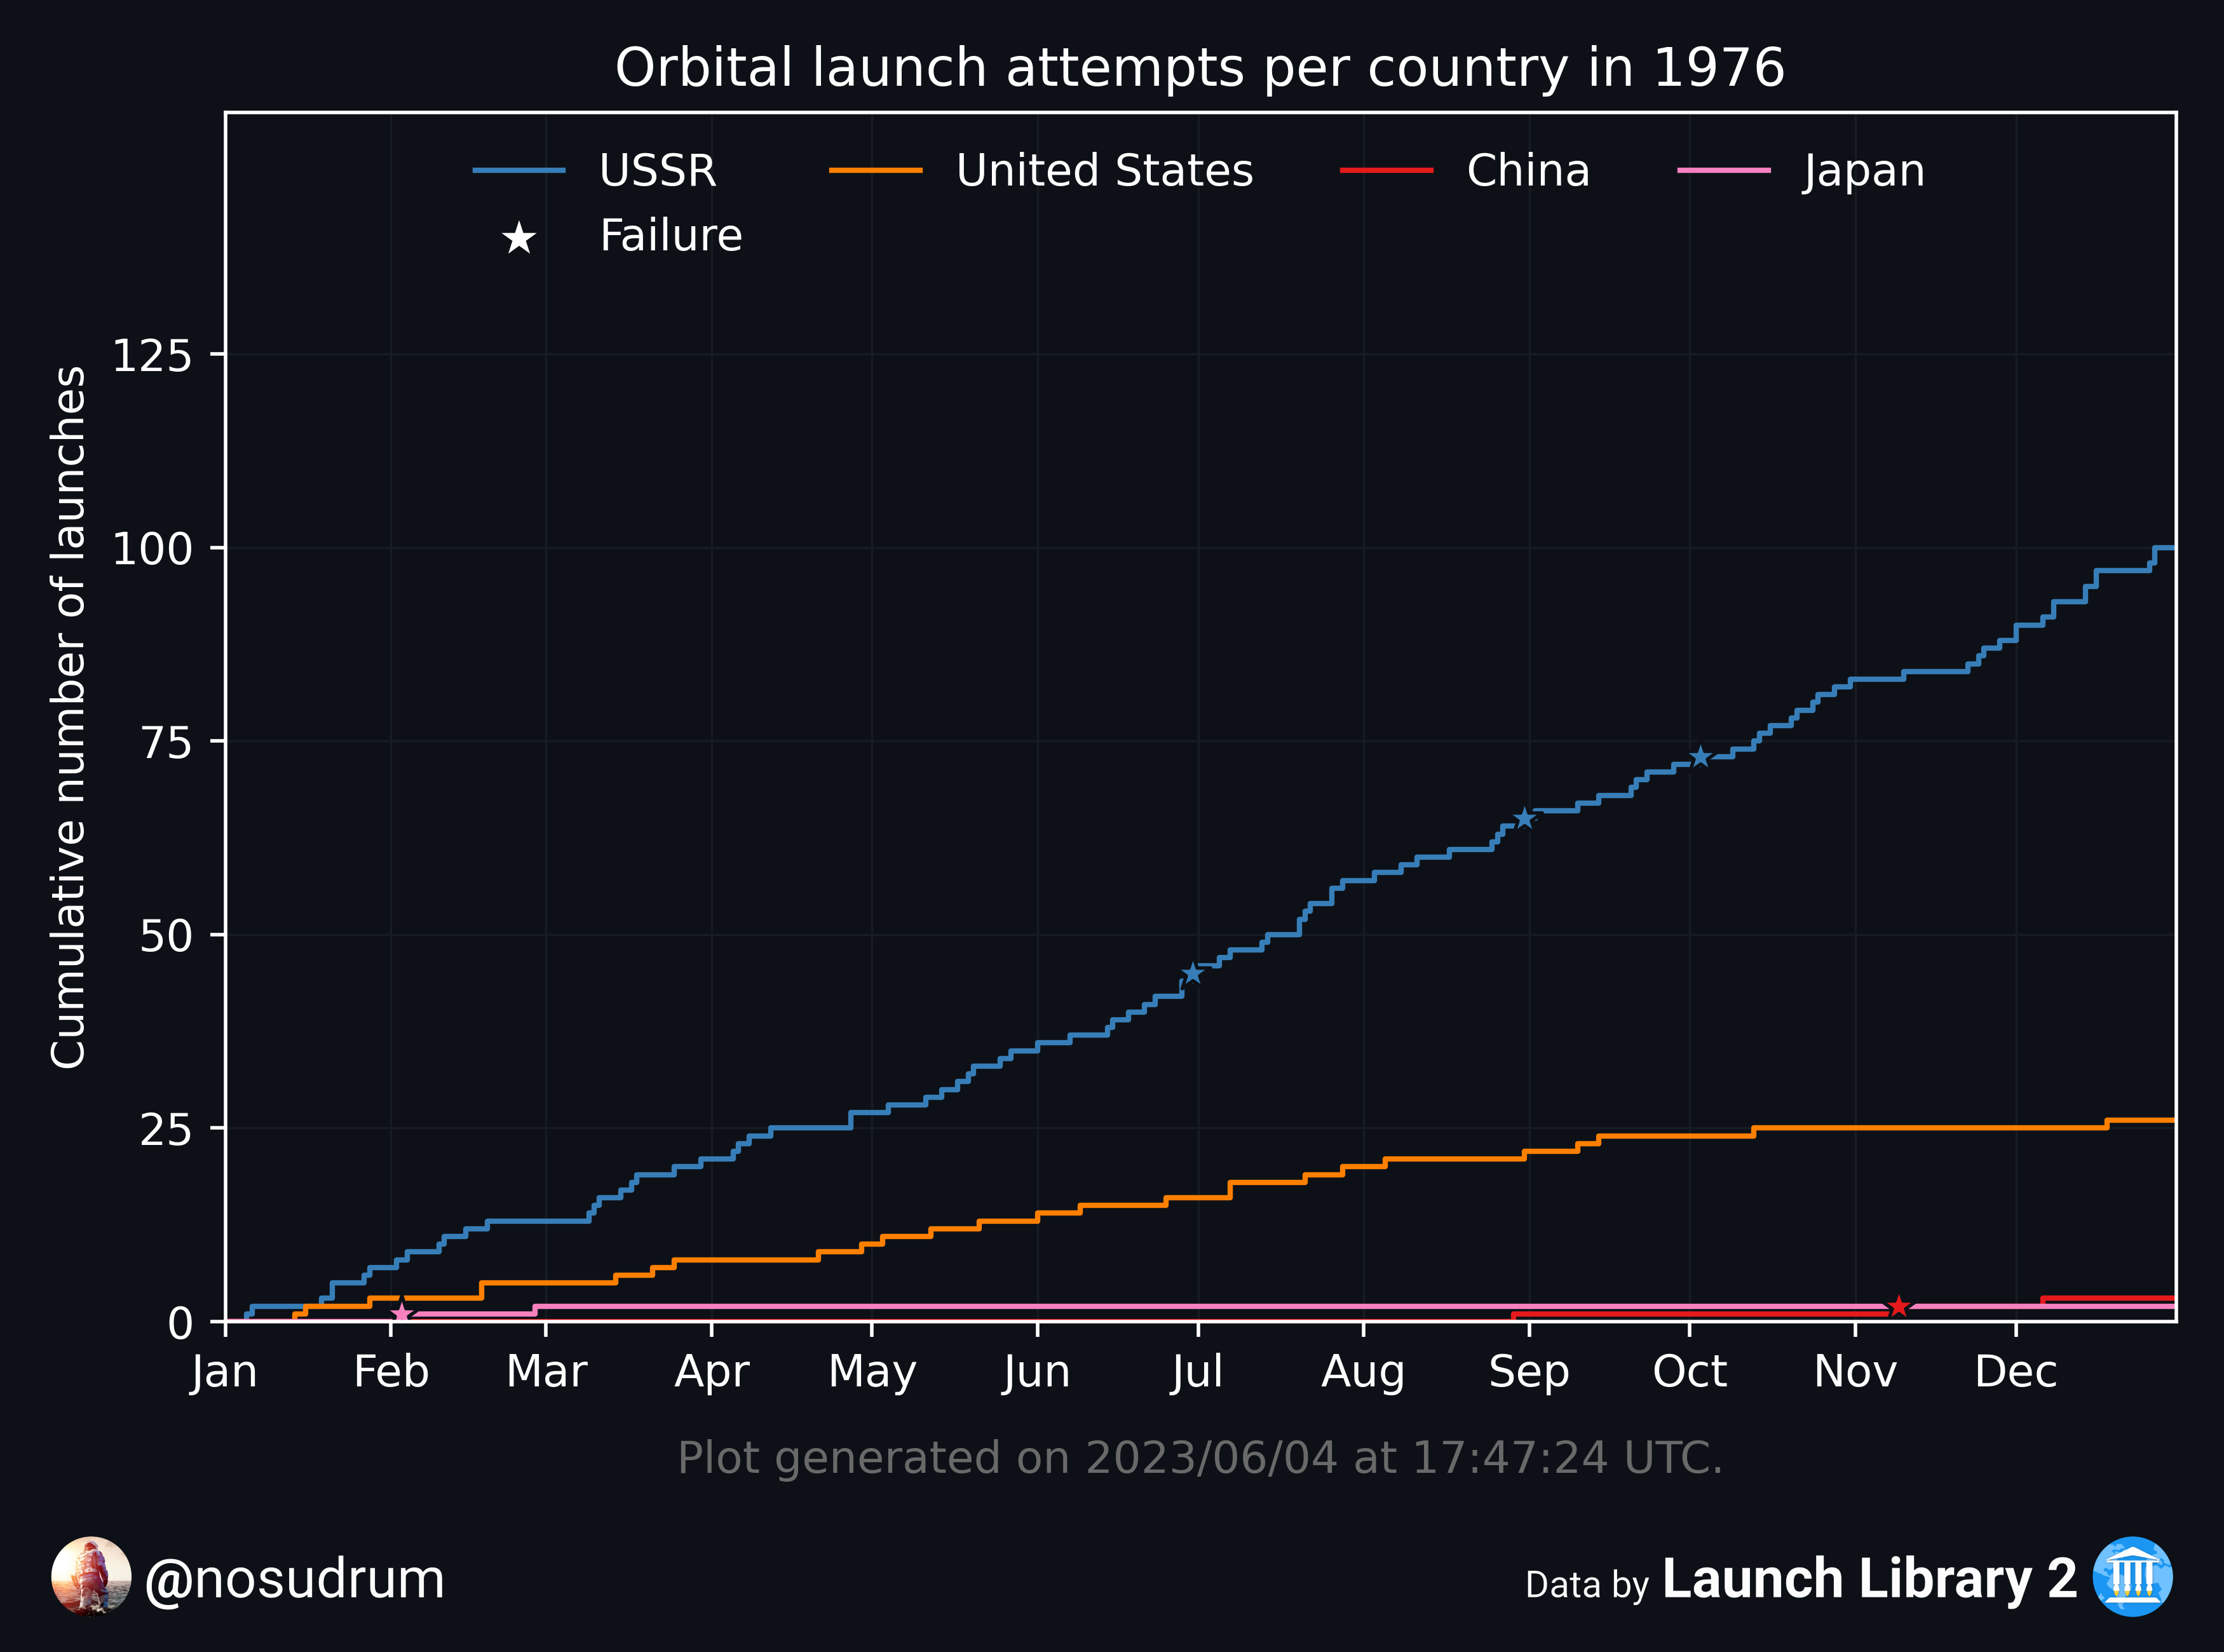 Orbital launch attempts per country in 1976
USSR United States China Japan
Failure
Cumulative number of launches
125
100
75
50
25
0
Jan Feb Mar Apr May Jun Jul Aug Sep Oct Nov Dec
Plot generated on 2023/06/04 at 17:47:24 UTC.
@nosudrum
Data by Launch Library 2